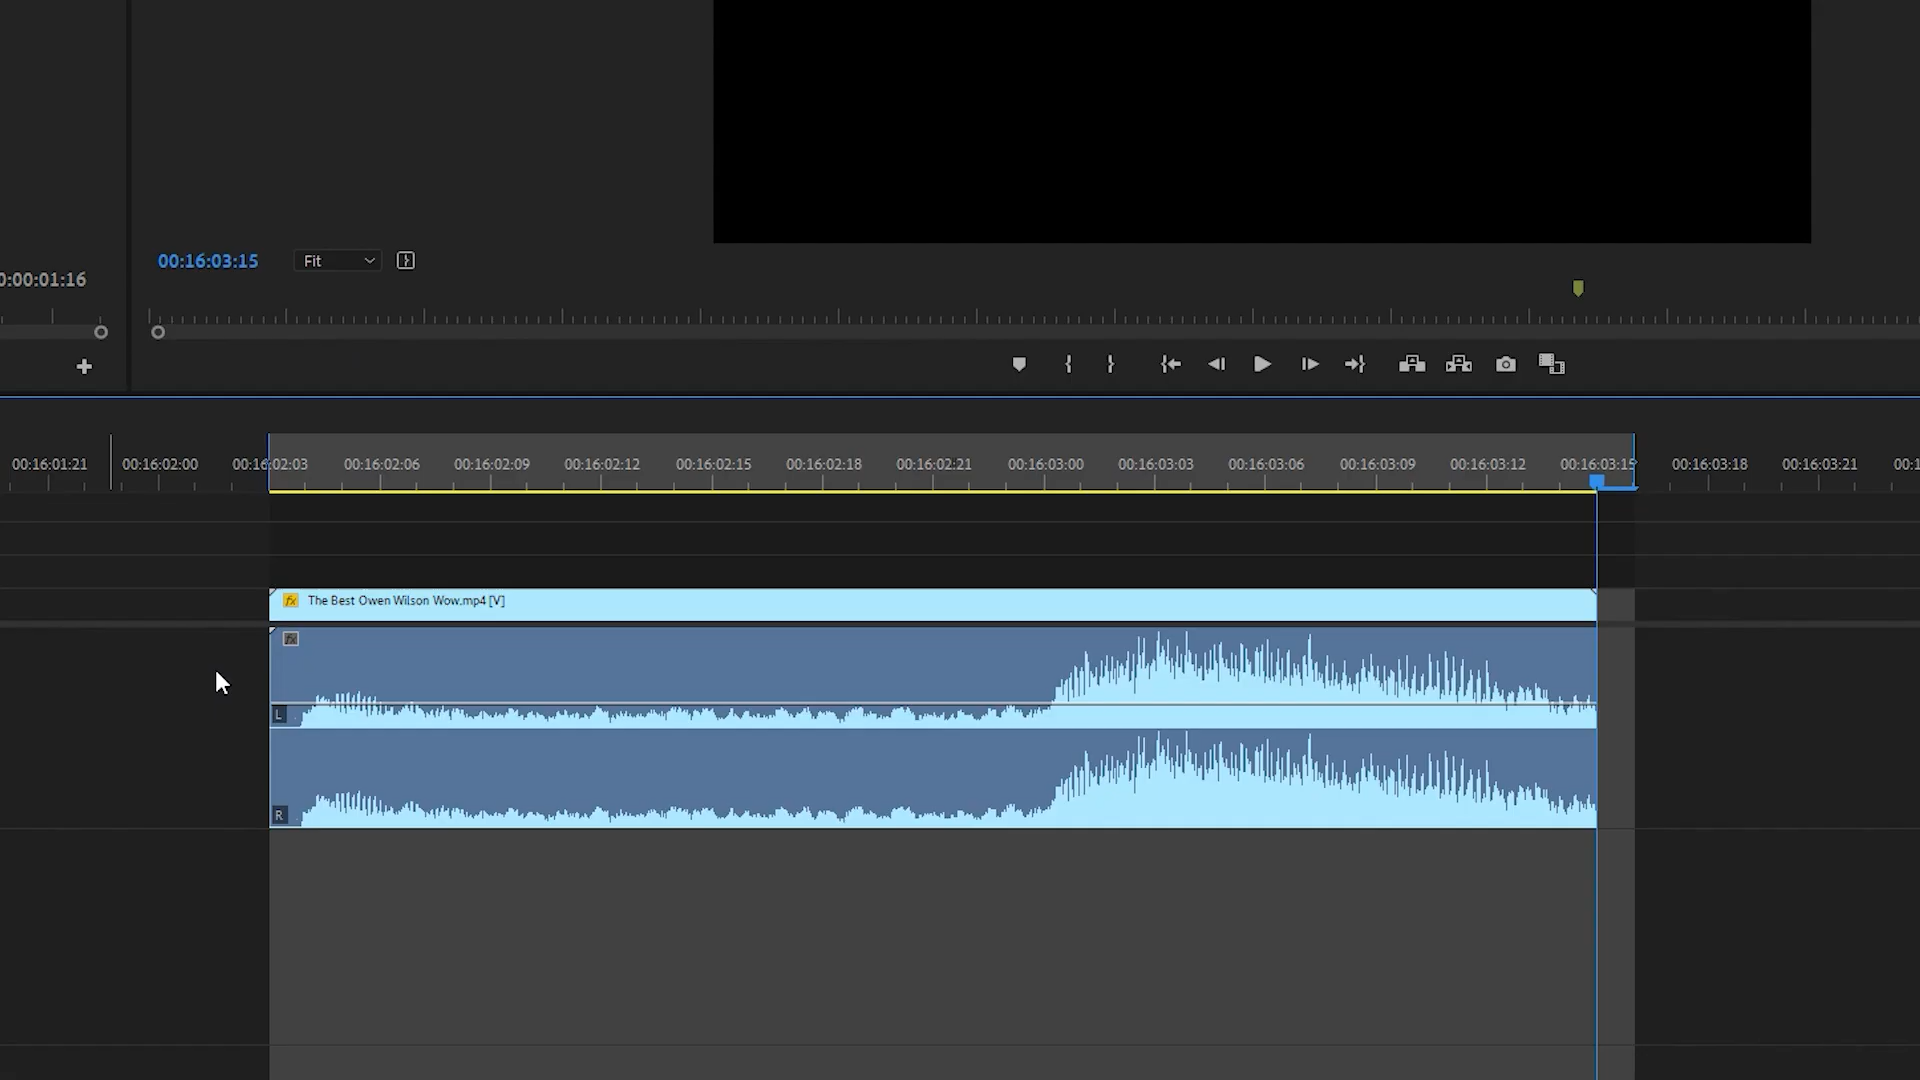 00:16:03:15 Fit
0:00:01:16
00:16:01:21 00:16:02:00 00:16:02:03 00:16:02:06 00:16:02:09 00:16:02:12 00:16:02:15 00:16:02:18 00:16:02:21 00:16:03:00 00:16:03:03 00:16:03:06 00:16:03:09 00:16:03:12 00:16:03:15 00:16:03:18 00:16:03:21 00:1
fx The Best Owen Wilson Wow.mp4 [V]
fx
L
R